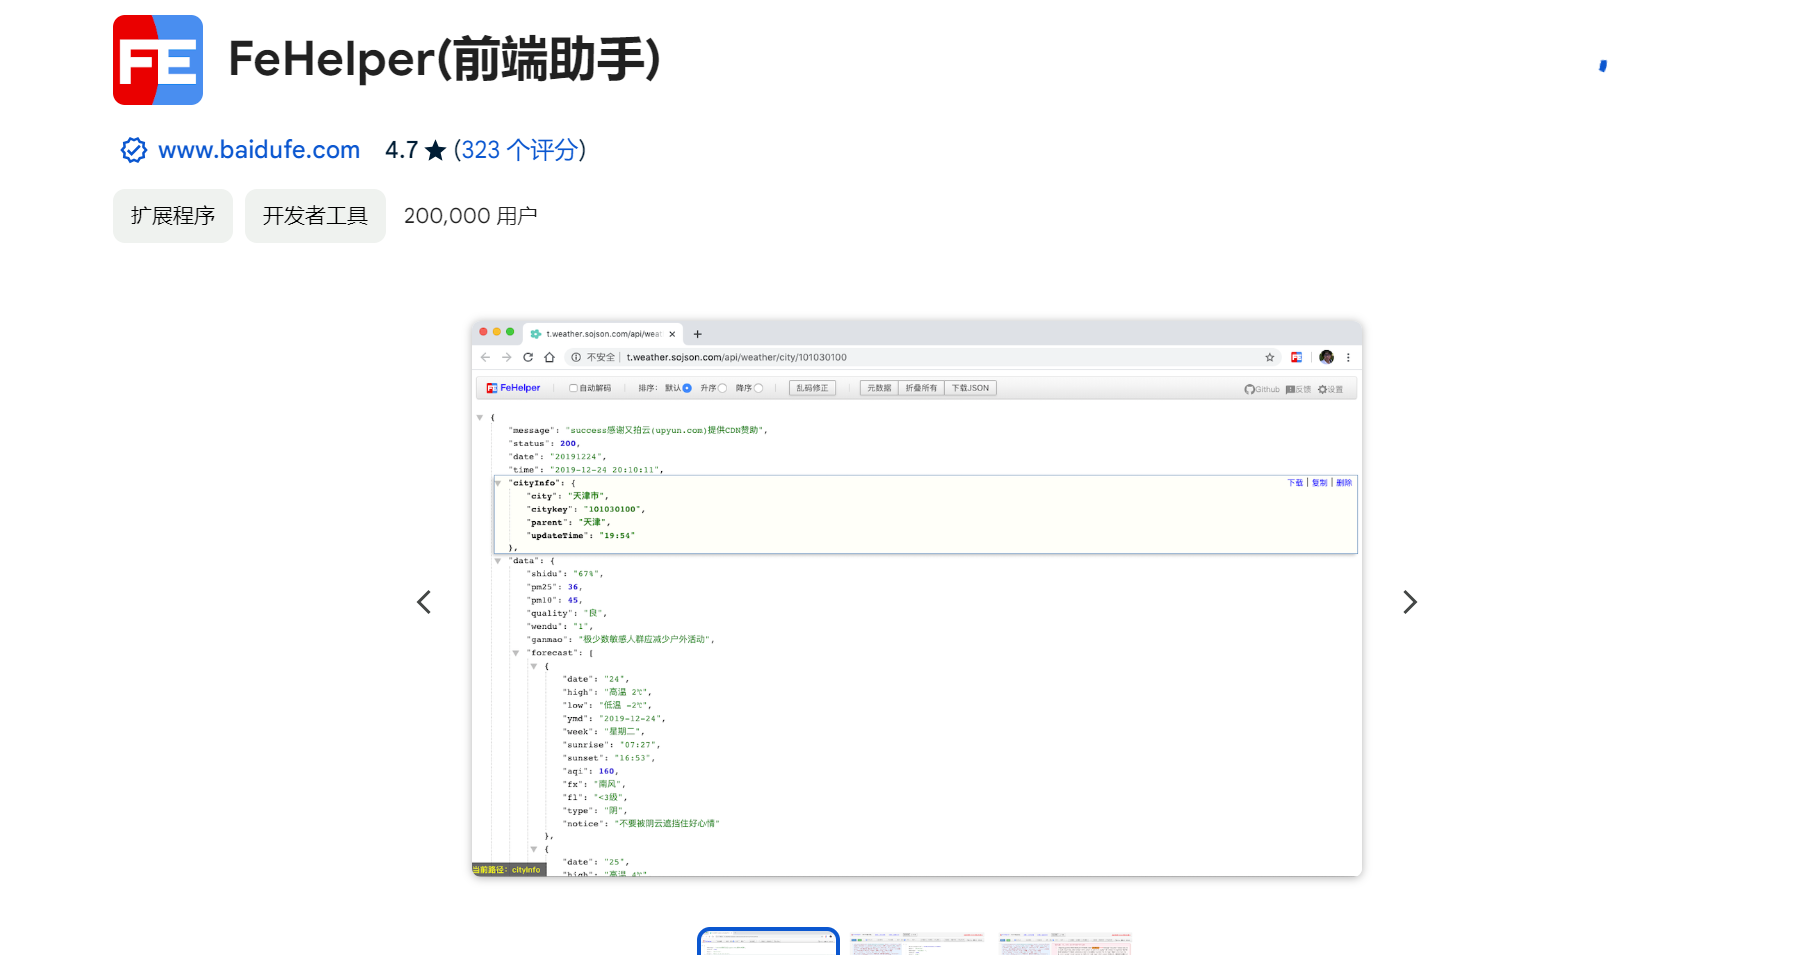 FE
FeHelper(前端助手)
www.baidufe.com 4.7 ★ (323 个评分)
扩展程序 开发者工具 200,000 用户
t.weather.sojson.com/api/wea
不安全 | t.weather.sojson.com/api/weather/city/101030100
FeHelper 自动解码 排序: 默认 升序 降序 乱码修正 元数据 折叠所有 下载JSON Github 反馈 设置
{
"message": "success感谢又拍云(upyun.com)提供CDN赞助",
"status": 200,
"date": "20191224",
"time": "2019-12-24 20:10:11",
"cityInfo": { 下载 | 复制 | 删除
"city": "天津市",
"citykey": "101030100",
"parent": "天津",
"updateTime": "19:54"
},
"data": {
"shidu": "67%",
"pm25": 36,
"pm10": 45,
"quality": "良",
"wendu": "1",
"ganmao": "极少数敏感人群应减少户外活动",
"forecast": [
{
"date": "24",
"high": "高温 2℃",
"low": "低温 -2℃",
"ymd": "2019-12-24",
"week": "星期二",
"sunrise": "07:27",
"sunset": "16:53",
"aqi": 160,
"fx": "南风",
"fl": "<3级",
"type": "阴",
"notice": "不要被阴云遮挡住好心情"
},
{
"date": "25",
"high": "高温 4℃"
当前路径: cityInfo